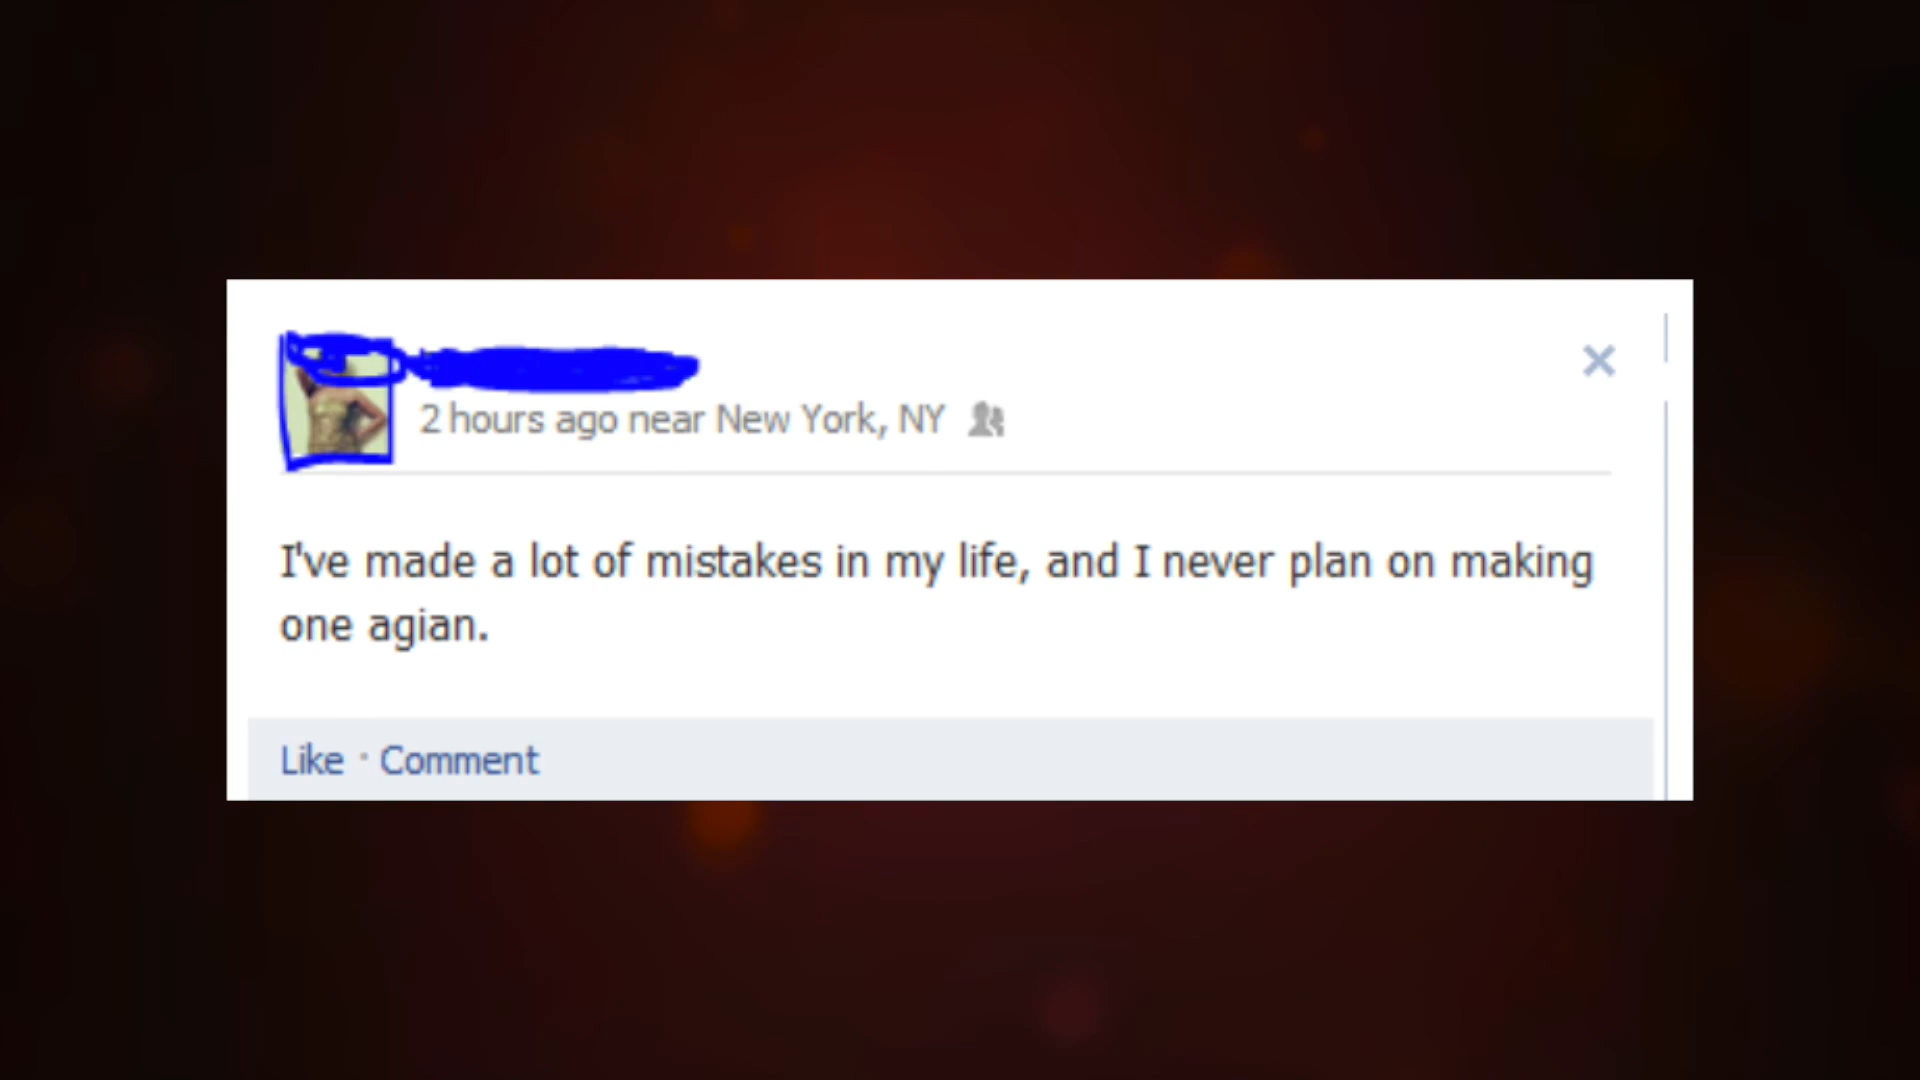 2 hours ago near New York, NY
I've made a lot of mistakes in my life, and I never plan on making
one agian.
Like · Comment